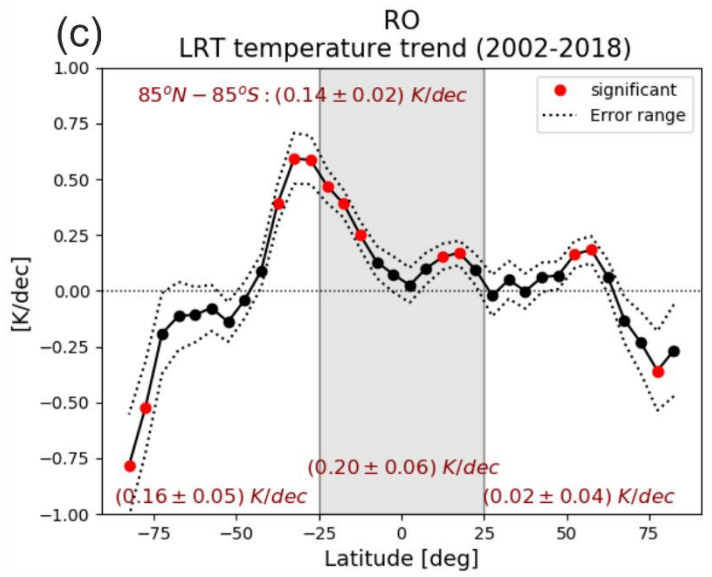 (c)
RO
LRT temperature trend (2002-2018)
85°N − 85°S : (0.14 ± 0.02) K/dec
significant
Error range
1.00
0.75
0.50
0.25
0.00
−0.25
−0.50
−0.75
−1.00
[K/dec]
(0.20 ± 0.06) K/dec
(0.16 ± 0.05) K/dec
(0.02 ± 0.04) K/dec
−75 −50 −25 0 25 50 75
Latitude [deg]